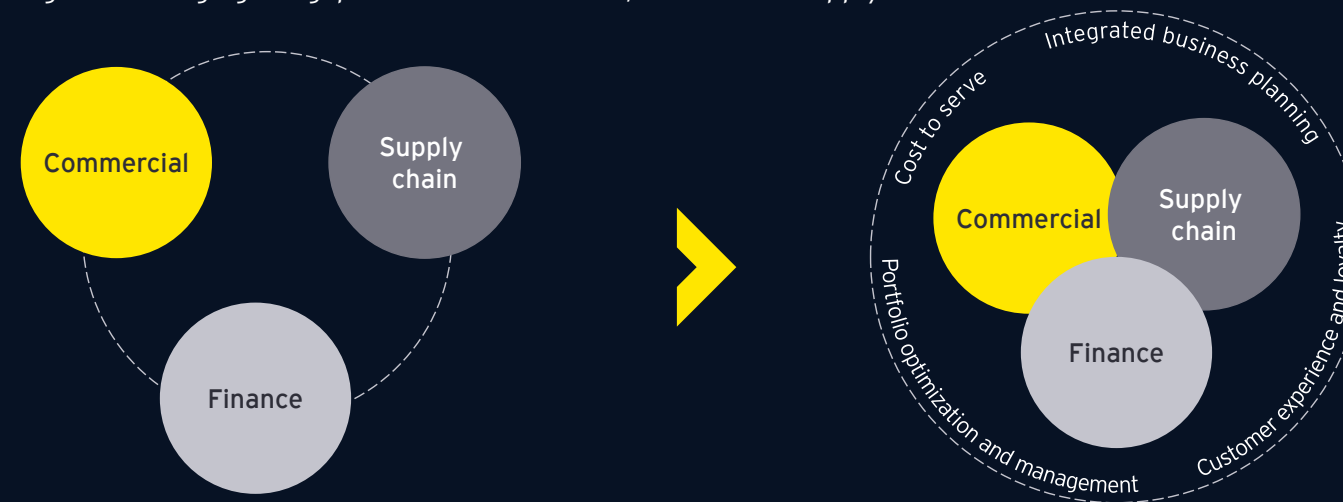 Commercial
Supply
chain
Finance
Integrated business planning
Cost to serve
Commercial
Supply
chain
Finance
Portfolio optimization and management
Customer experience and loyalty